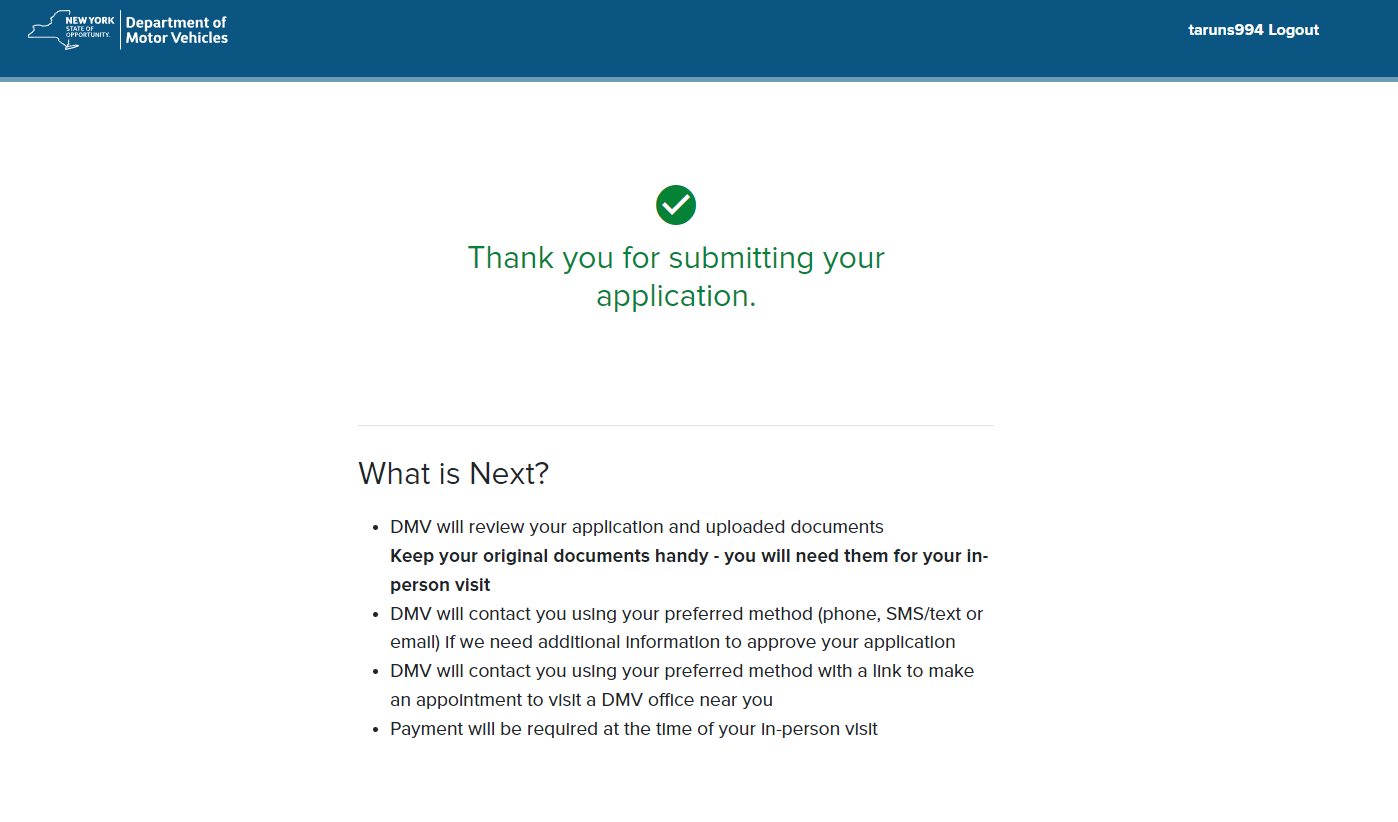 NEW YORK
STATE OF
OPPORTUNITY.
Department of
Motor Vehicles
taruns994 Logout
Thank you for submitting your
application.
What is Next?
• DMV will review your application and uploaded documents
Keep your original documents handy - you will need them for your in-
person visit
• DMV will contact you using your preferred method (phone, SMS/text or
email) if we need additional information to approve your application
• DMV will contact you using your preferred method with a link to make
an appointment to visit a DMV office near you
• Payment will be required at the time of your in-person visit